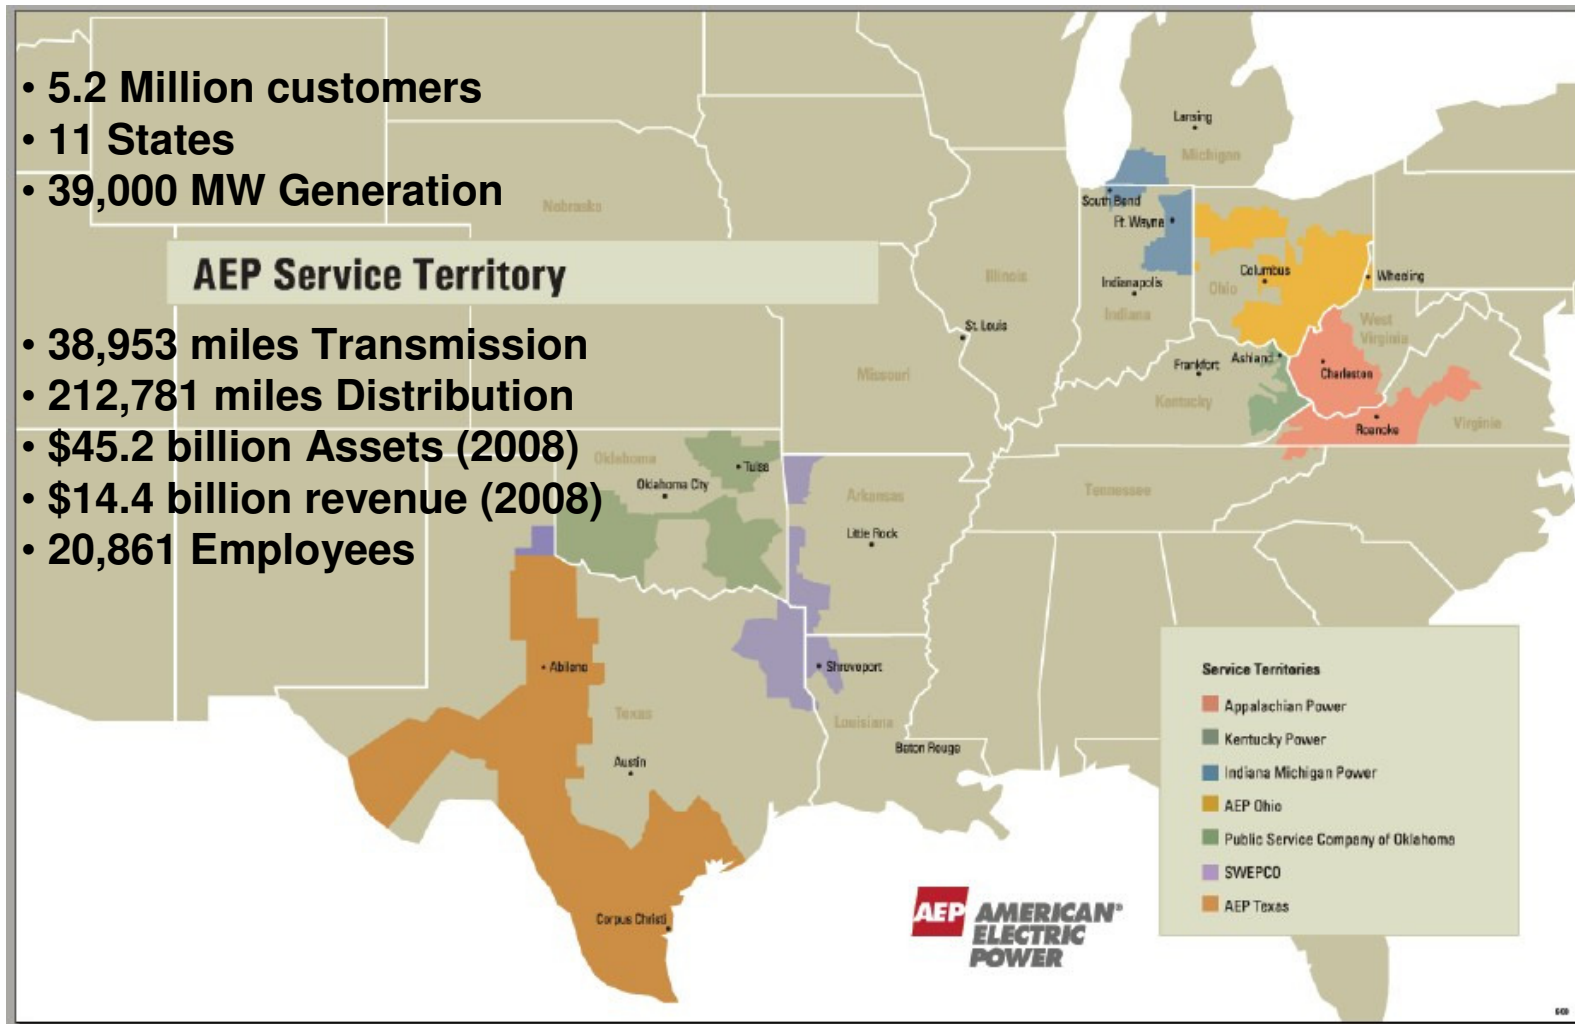 • 5.2 Million customers
• 11 States
• 39,000 MW Generation
AEP Service Territory
• 38,953 miles Transmission
• 212,781 miles Distribution
• $45.2 billion Assets (2008)
• $14.4 billion revenue (2008)
• 20,861 Employees
Lansing
Michigan
Nebraska
South Bend
Ft. Wayne
Illinois
Indianapolis
Indiana
Columbus
Ohio
Wheeling
St. Louis
West
Virginia
Missouri
Frankfort
Ashland
Charleston
Kentucky
Roanoke
Virginia
Oklahoma
Tulsa
Oklahoma City
Arkansas
Tennessee
Little Rock
Abilene
Shreveport
Texas
Louisiana
Austin
Baton Rouge
Corpus Christi
Service Territories
Appalachian Power
Kentucky Power
Indiana Michigan Power
AEP Ohio
Public Service Company of Oklahoma
SWEPCO
AEP Texas
AEP
AMERICAN®
ELECTRIC
POWER